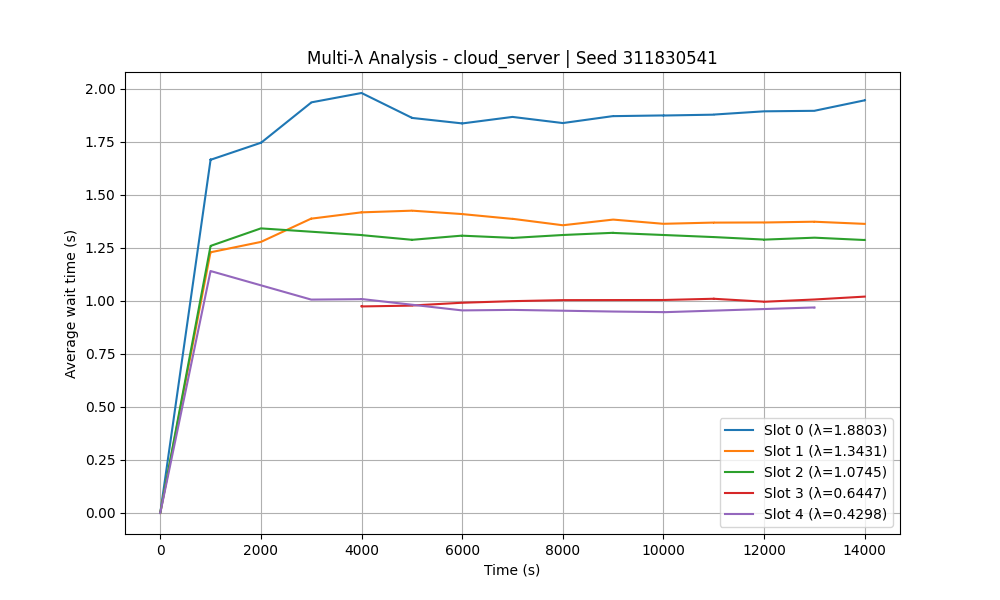 Multi-λ Analysis - cloud_server | Seed 311830541
Average wait time (s)
2.00
1.75
1.50
1.25
1.00
0.75
0.50
0.25
0.00
Slot 0 (λ=1.8803)
Slot 1 (λ=1.3431)
Slot 2 (λ=1.0745)
Slot 3 (λ=0.6447)
Slot 4 (λ=0.4298)
0 2000 4000 6000 8000 10000 12000 14000
Time (s)